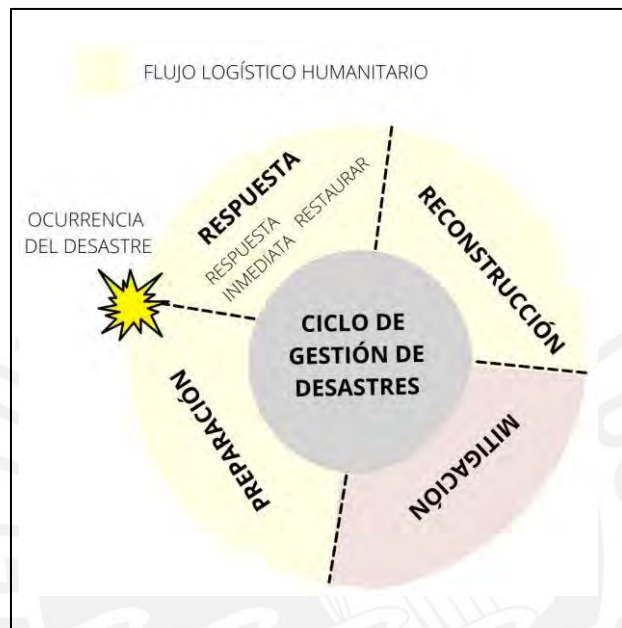 FLUJO LOGÍSTICO HUMANITARIO
OCURRENCIA
DEL DESASTRE
RESPUESTA
RESPUESTA
INMEDIATA
RESTAURAR
RECONSTRUCCIÓN
CICLO DE
GESTIÓN DE
DESASTRES
PREPARACIÓN
MITIGACIÓN